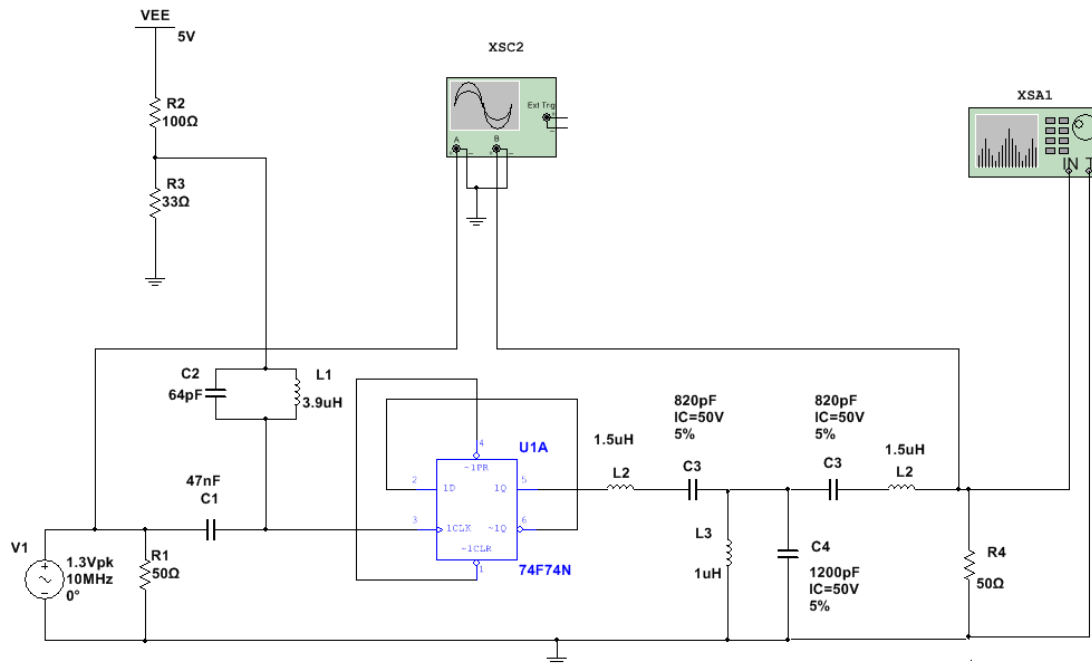 VEE
5V
XSC2
XSA1
R2
100Ω
Ext Trig
A
B
IN T
R3
33Ω
C2
64pF
L1
3.9uH
47nF
C1
U1A
4
~1PR
2
1D
1Q
5
3
1CLK
~1Q
6
~1CLR
1
74F74N
1.5uH
L2
820pF
IC=50V
5%
C3
820pF
IC=50V
5%
C3
1.5uH
L2
L3
1uH
C4
1200pF
IC=50V
5%
R4
50Ω
V1
1.3Vpk
10MHz
0°
R1
50Ω